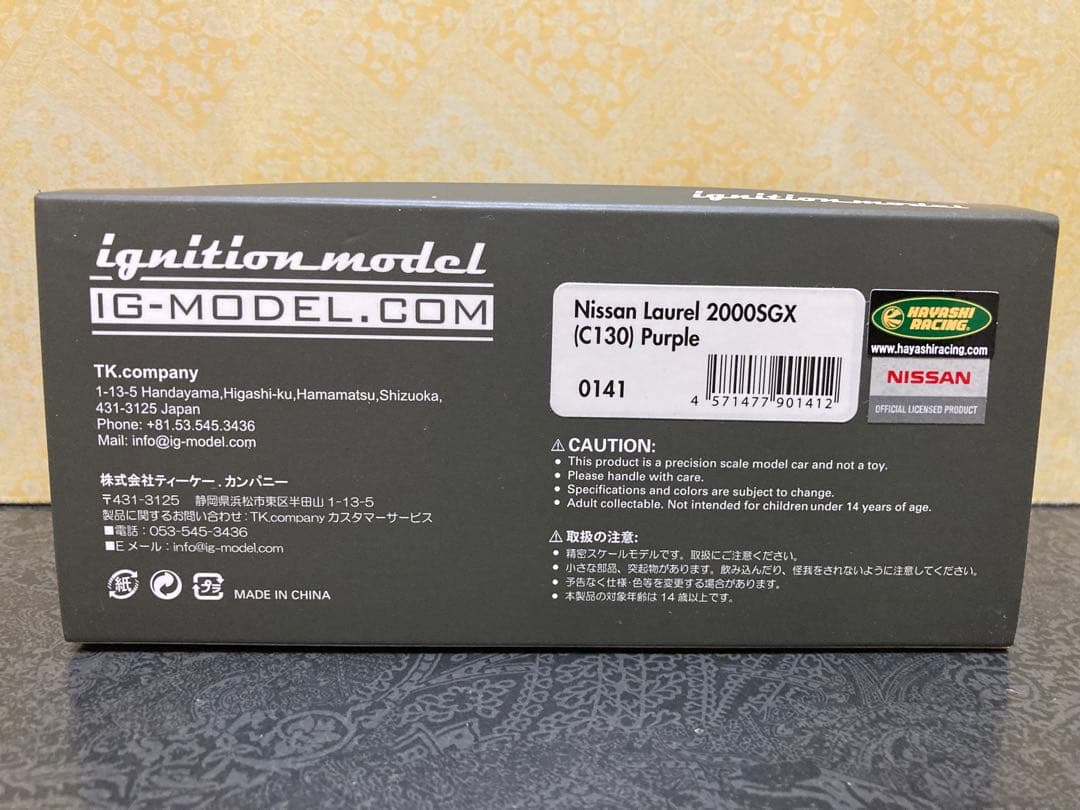 ignition model
ignition model
IG-MODEL.COM
TK.company
1-13-5 Handayama,Higashi-ku,Hamamatsu,Shizuoka,
431-3125 Japan
Phone: +81.53.545.3436
Mail: info@ig-model.com
株式会社ティーケー.カンパニー
〒431-3125 静岡県浜松市東区半田山1-13-5
製品に関するお問い合わせ:TK.company カスタマーサービス
■電話:053-545-3436
■Eメール:info@ig-model.com
紙
プラ
MADE IN CHINA
Nissan Laurel 2000SGX
(C130) Purple
0141
4 571477 901412
HAYASHI
RACING.
www.hayashiracing.com
NISSAN
OFFICIAL LICENSED PRODUCT
⚠CAUTION:
• This product is a precision scale model car and not a toy.
• Please handle with care.
• Specifications and colors are subject to change.
• Adult collectable. Not intended for children under 14 years of age.
⚠取扱の注意:
• 精密スケールモデルです。取扱にご注意ください。
• 小さな部品、突起物があります。飲み込んだり、怪我をされないように注意してください。
• 予告なく仕様・色等を変更する場合があります。
• 本製品の対象年齢は14歳以上です。